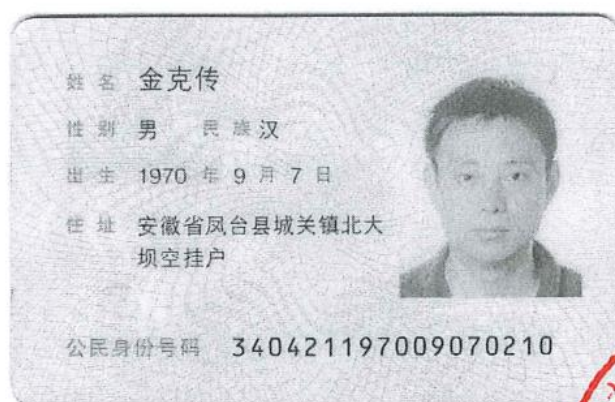 姓名 金克传
性别 男 民族 汉
出生 1970 年 9 月 7 日
住址 安徽省凤台县城关镇北大
坝空挂户
公民身份号码 340421197009070210